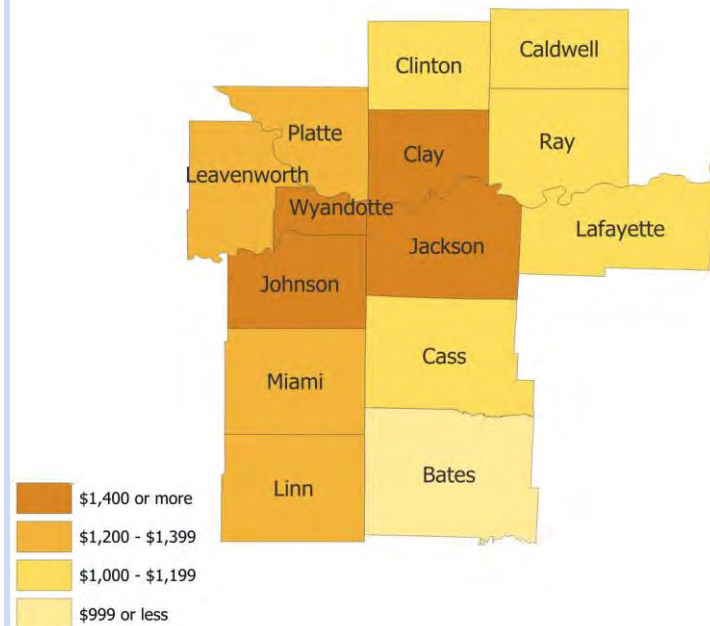 Caldwell
Clinton
Platte
Clay
Ray
Leavenworth
Wyandotte
Lafayette
Jackson
Johnson
Cass
Miami
Bates
Linn
$1,400 or more
$1,200 - $1,399
$1,000 - $1,199
$999 or less